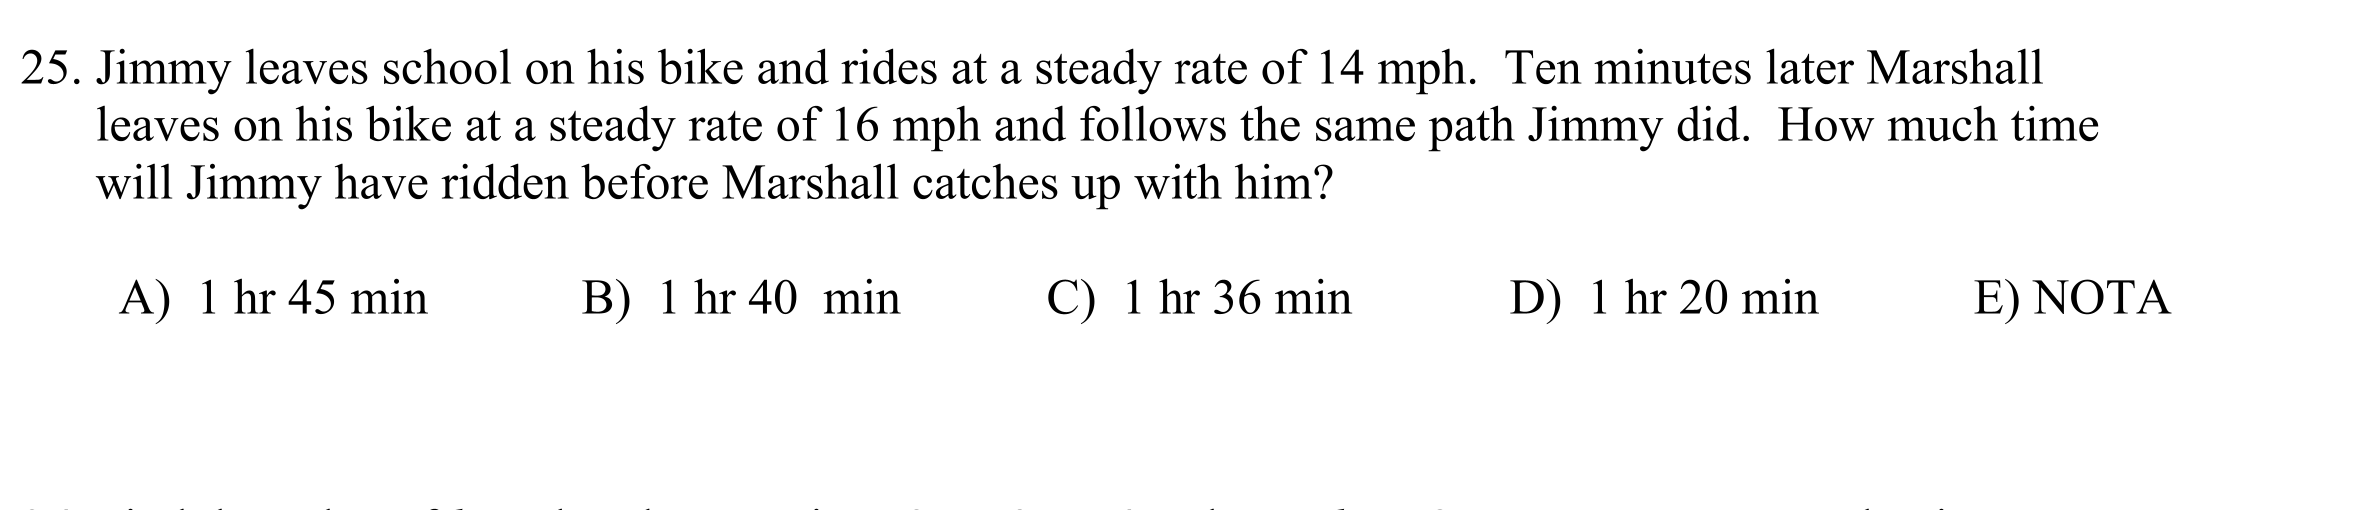 25. Jimmy leaves school on his bike and rides at a steady rate of 14 mph.  Ten minutes later Marshall
leaves on his bike at a steady rate of 16 mph and follows the same path Jimmy did.  How much time
will Jimmy have ridden before Marshall catches up with him?
A)  1 hr 45 min B)  1 hr 40  min C)  1 hr 36 min D)  1 hr 20 min E) NOTA